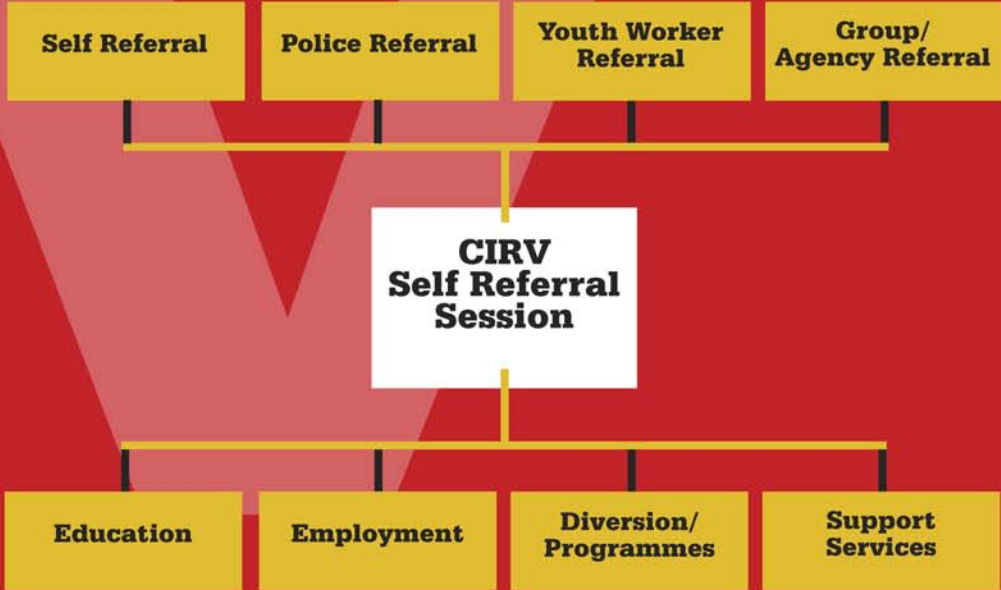 Self Referral
Police Referral
Youth Worker
Referral
Group/
Agency Referral
CIRV
Self Referral
Session
Education
Employment
Diversion/
Programmes
Support
Services